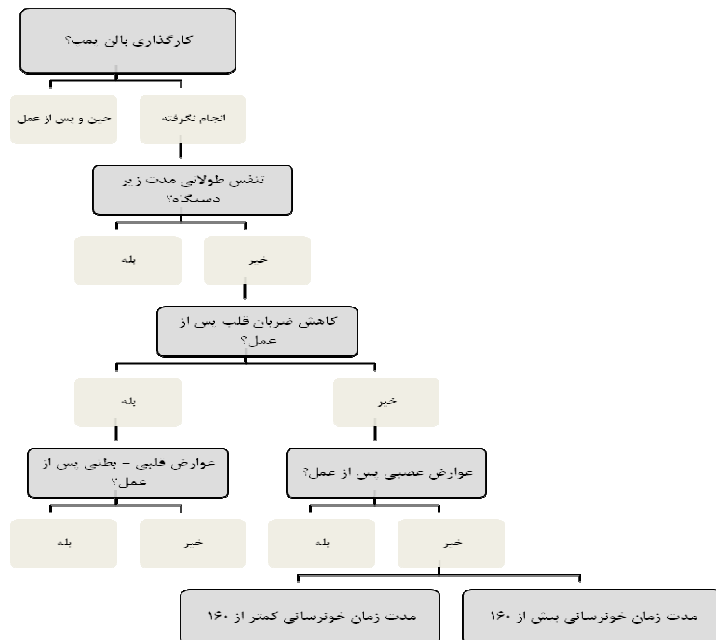 کارگذاری بالن پمپ؟
انجام نگرفته
حین و پس از عمل
تنفس طولانی مدت زیر
دستگاه؟
خیر
بله
کاهش ضربان قلب پس از
عمل؟
خیر
بله
عوارض عصبی پس از عمل؟
عوارض قلبی – بطنی پس از
عمل؟
خیر
بله
خیر
بله
مدت زمان خونرسانی بیش از ۱۶۰
مدت زمان خونرسانی کمتر از ۱۶۰